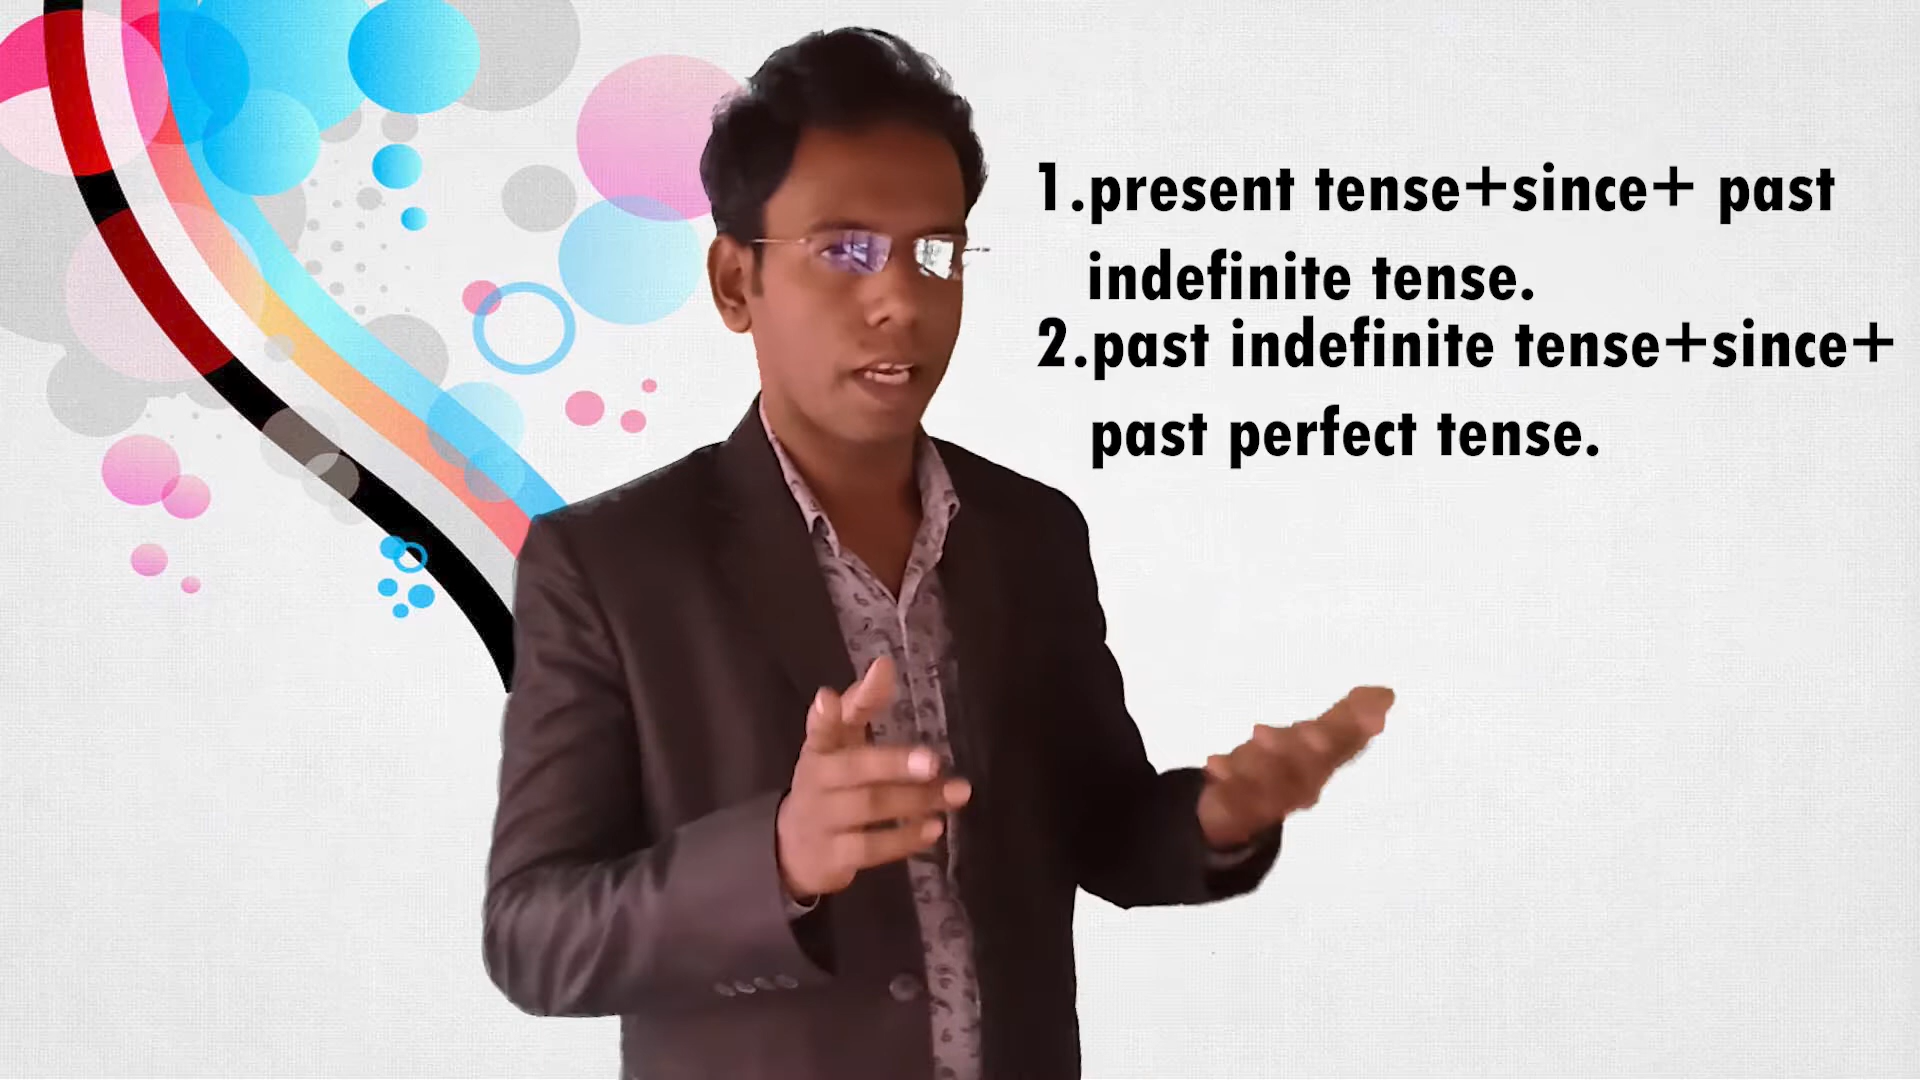 1.present tense+since+ past
indefinite tense.
2.past indefinite tense+since+
past perfect tense.